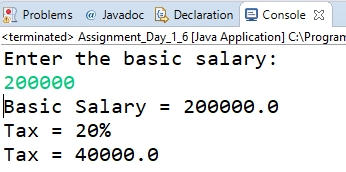 Problems @ Javadoc Declaration Console
<terminated> Assignment_Day_1_6 [Java Application] C:\Program
Enter the basic salary:
200000
Basic Salary = 200000.0
Tax = 20%
Tax = 40000.0